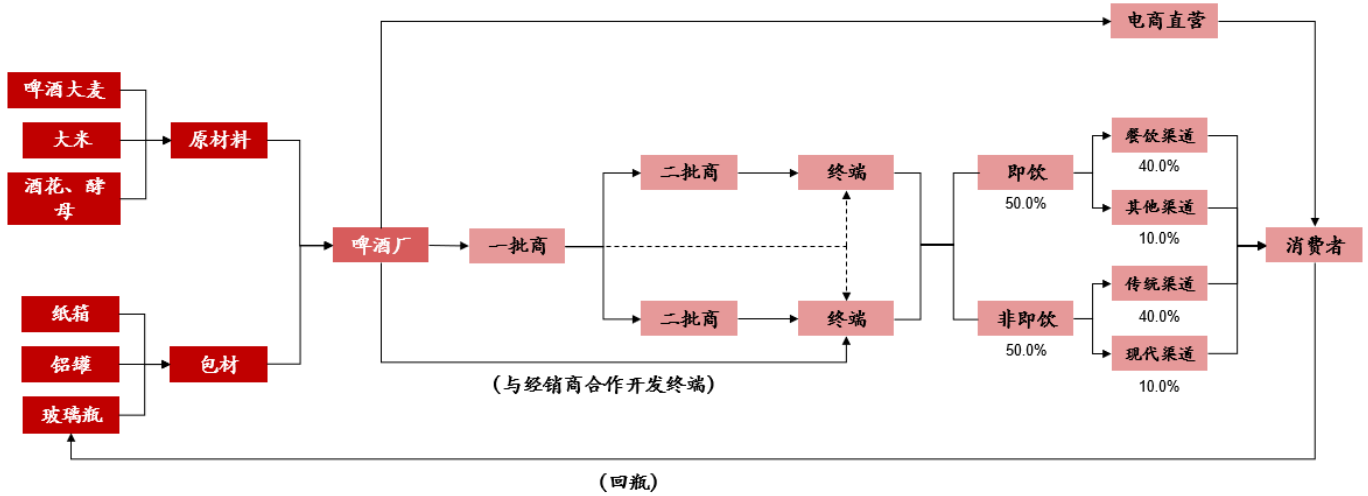 电商直营
啤酒大麦
大米
酒花、酵
母
原材料
纸箱
铝罐
玻璃瓶
包材
啤酒厂
一批商
二批商
终端
二批商
终端
(与经销商合作开发终端)
即饮
50.0%
非即饮
50.0%
餐饮渠道
40.0%
其他渠道
10.0%
传统渠道
40.0%
现代渠道
10.0%
消费者
(回瓶)